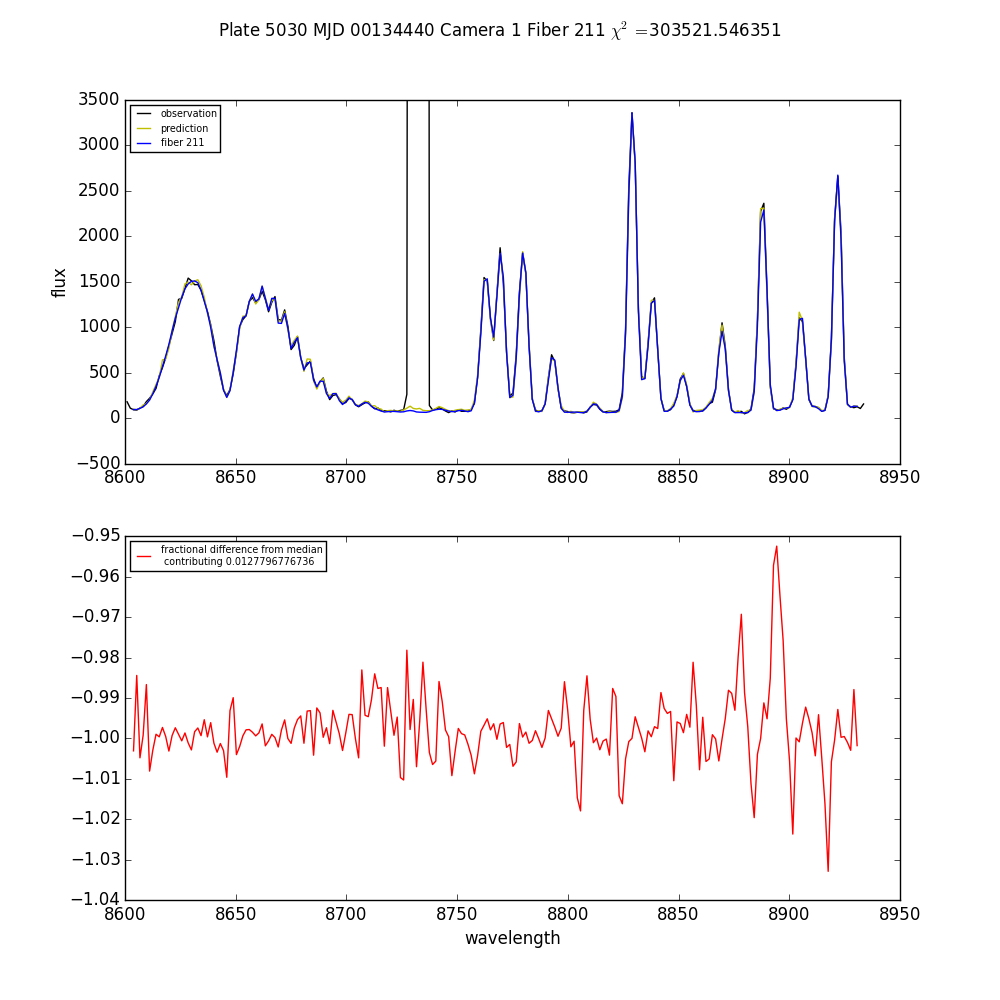 Plate 5030 MJD 00134440 Camera 1 Fiber 211 χ² =303521.546351
3500
3000
2500
2000
1500
1000
500
0
−500
flux
observation
prediction
fiber 211
8600 8650 8700 8750 8800 8850 8900 8950
−0.95
−0.96
−0.97
−0.98
−0.99
−1.00
−1.01
−1.02
−1.03
−1.04
fractional difference from median
contributing 0.0127796776736
8600 8650 8700 8750 8800 8850 8900 8950
wavelength